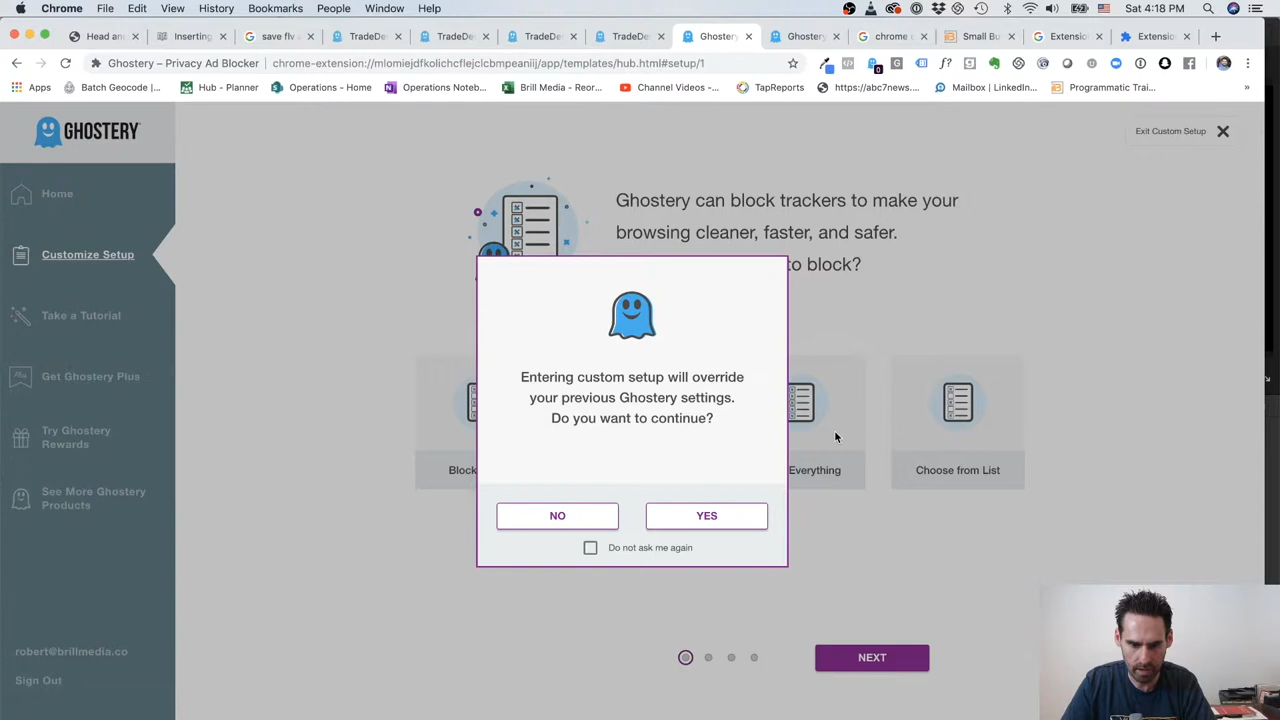 Chrome File Edit View History Bookmarks People Window Help
Sat 4:18 PM
Head an
Inserting
save flv a
TradeDe
TradeDe
TradeDe
TradeDe
Ghostery
Ghostery
chrome e
Small Bu
Extension
Extension
Ghostery – Privacy Ad Blocker
chrome-extension://mlomiejdfkolichcflejclcbmpeaniij/app/templates/hub.html#setup/1
Apps
Batch Geocode |...
Hub - Planner
Operations - Home
Operations Noteb...
Brill Media - Reor...
Channel Videos -...
TapReports
https://abc7news....
Mailbox | LinkedIn...
Programmatic Trai...
»
GHOSTERY
Exit Custom Setup
Home
Customize Setup
Take a Tutorial
Get Ghostery Plus
Try Ghostery
Rewards
See More Ghostery
Products
robert@brillmedia.co
Sign Out
Ghostery can block trackers to make your
browsing cleaner, faster, and safer.
to block?
Entering custom setup will override
your previous Ghostery settings.
Do you want to continue?
Block
Everything
Choose from List
NO
YES
Do not ask me again
NEXT